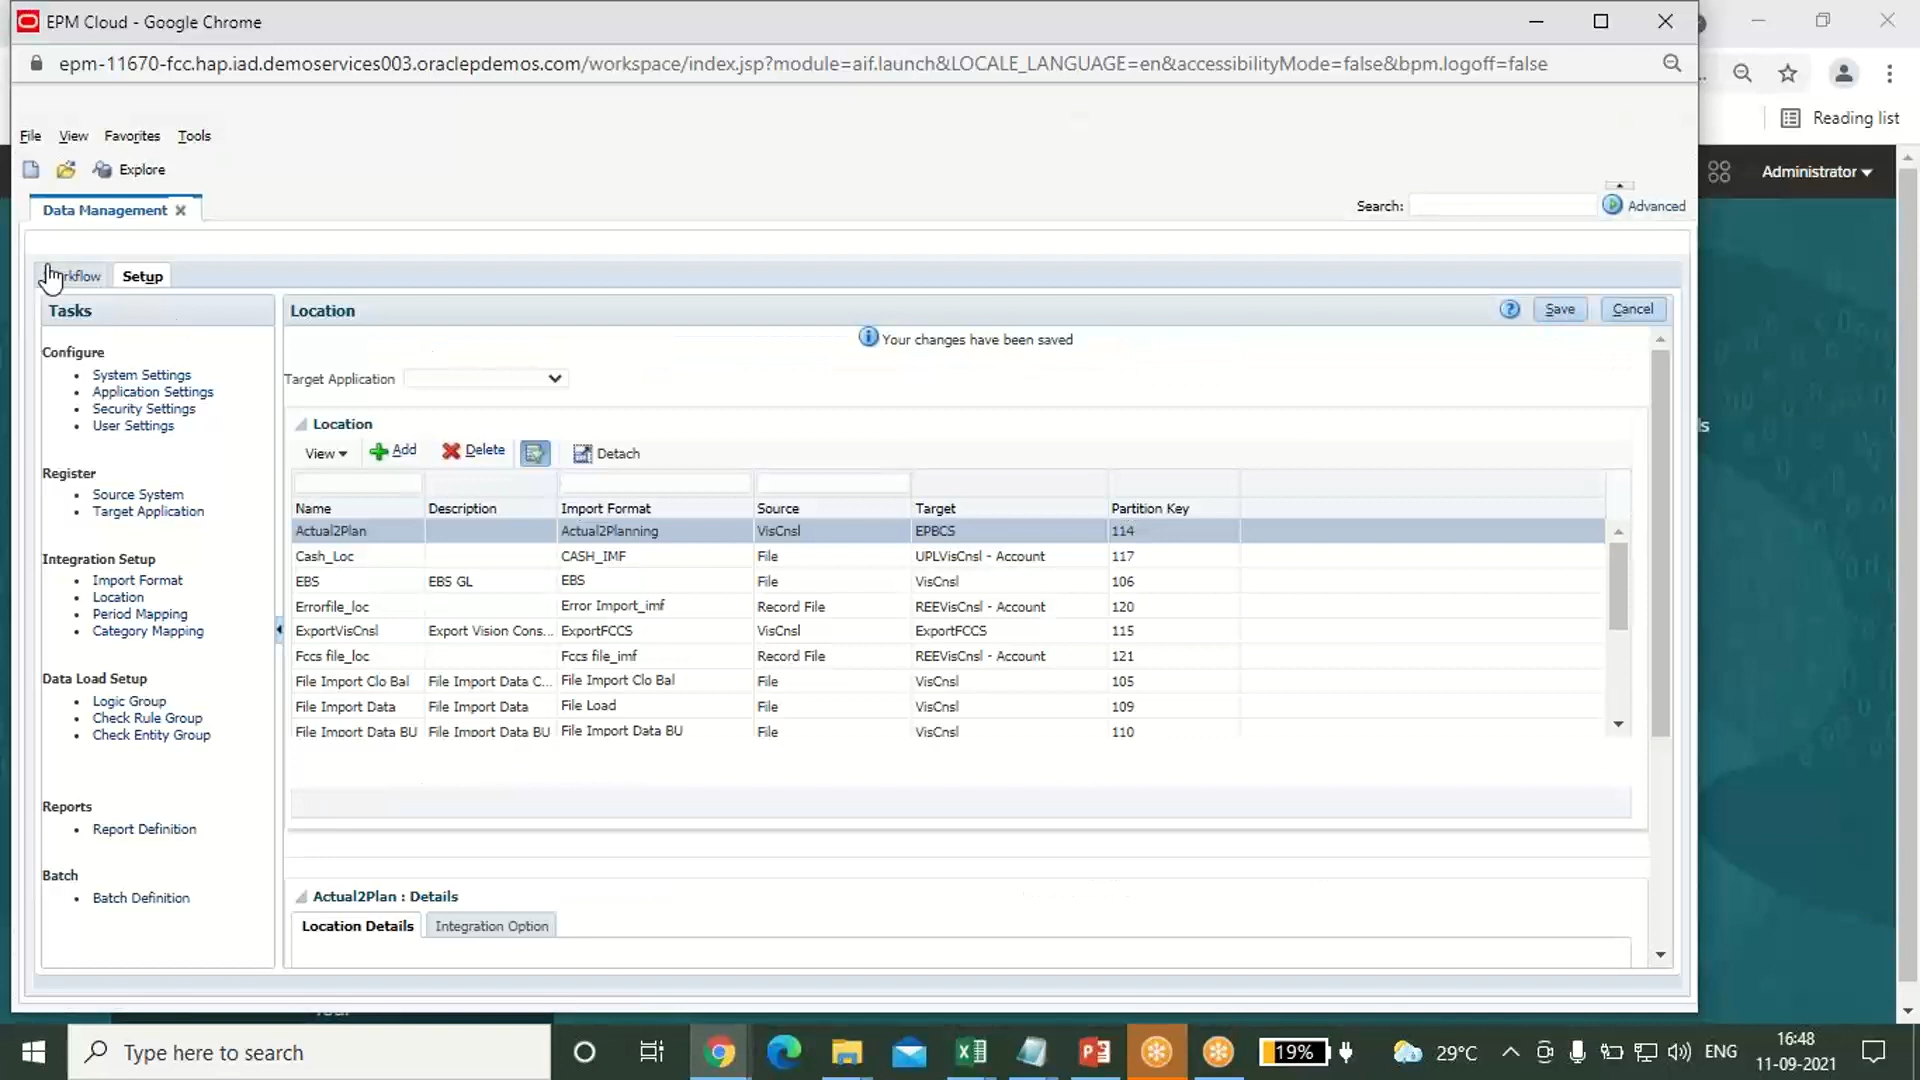 EPM Cloud - Google Chrome
epm-11670-fcc.hap.iad.demoservices003.oraclepdemos.com/workspace/index.jsp?module=aif.launch&LOCALE_LANGUAGE=en&accessibilityMode=false&bpm.logoff=false
Reading list
File View Favorites Tools
Explore
Administrator
Data Management
Search: Advanced
Setup
Tasks
Location
Save Cancel
Your changes have been saved
Configure
System Settings
Application Settings
Security Settings
User Settings
Register
Source System
Target Application
Integration Setup
Import Format
Location
Period Mapping
Category Mapping
Data Load Setup
Logic Group
Check Rule Group
Check Entity Group
Reports
Report Definition
Batch
Batch Definition
Target Application
Location
View Add Delete Detach
Name Description Import Format Source Target Partition Key
Actual2Plan Actual2Planning VisCnsl EPBCS 114
Cash_Loc CASH_IMF File UPLVisCnsl - Account 117
EBS EBS GL EBS File VisCnsl 106
Errorfile_loc Error Import_imf Record File REEVisCnsl - Account 120
ExportVisCnsl Export Vision Cons... ExportFCCS VisCnsl ExportFCCS 115
Fccs file_loc Fccs file_imf Record File REEVisCnsl - Account 121
File Import Clo Bal File Import Data C... File Import Clo Bal File VisCnsl 105
File Import Data File Import Data File Load File VisCnsl 109
File Import Data BU File Import Data BU File Import Data BU File VisCnsl 110
Actual2Plan : Details
Location Details Integration Option
Type here to search
19%
29°C
ENG
16:48
11-09-2021